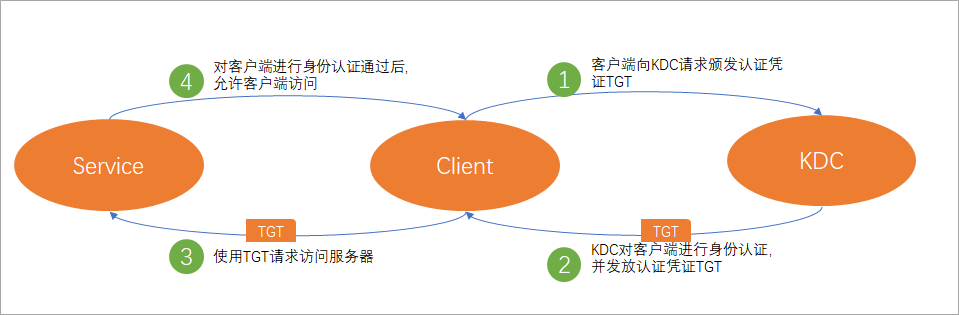 4
对客户端进行身份认证通过后,
允许客户端访问
1
客户端向KDC请求颁发认证凭
证TGT
Service
Client
KDC
TGT
3
使用TGT请求访问服务器
TGT
2
KDC对客户端进行身份认证,
并发放认证凭证TGT